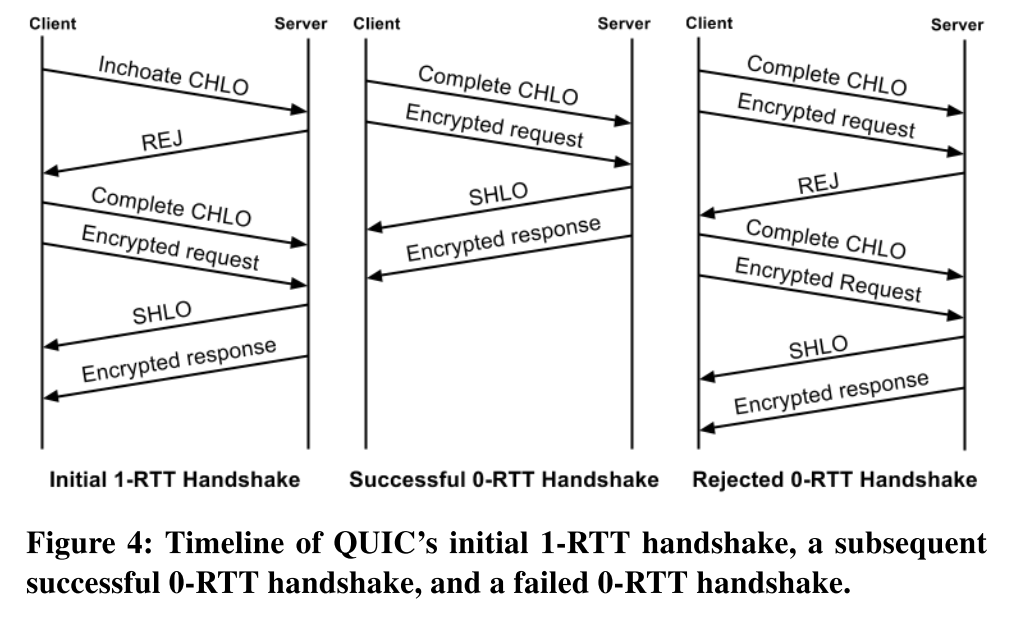 Client
Server
Inchoate CHLO
REJ
Complete CHLO
Encrypted request
SHLO
Encrypted response
Initial 1-RTT Handshake
Client
Server
Complete CHLO
Encrypted request
SHLO
Encrypted response
Successful 0-RTT Handshake
Client
Server
Complete CHLO
Encrypted request
REJ
Complete CHLO
Encrypted Request
SHLO
Encrypted response
Rejected 0-RTT Handshake
Figure 4: Timeline of QUIC's initial 1-RTT handshake, a subsequent
successful 0-RTT handshake, and a failed 0-RTT handshake.